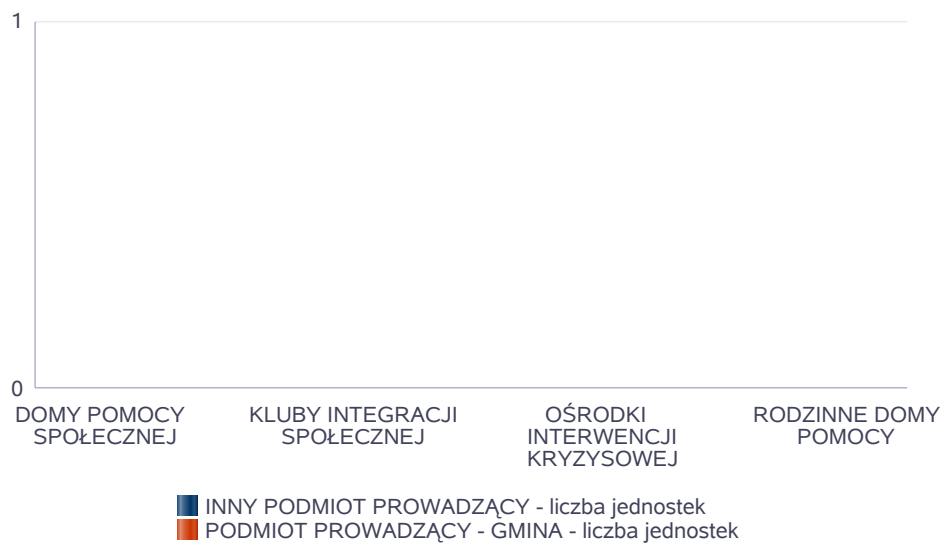 1
0
DOMY POMOCY
SPOŁECZNEJ
KLUBY INTEGRACJI
SPOŁECZNEJ
OŚRODKI
INTERWENCJI
KRYZYSOWEJ
RODZINNE DOMY
POMOCY
INNY PODMIOT PROWADZĄCY - liczba jednostek
PODMIOT PROWADZĄCY - GMINA - liczba jednostek